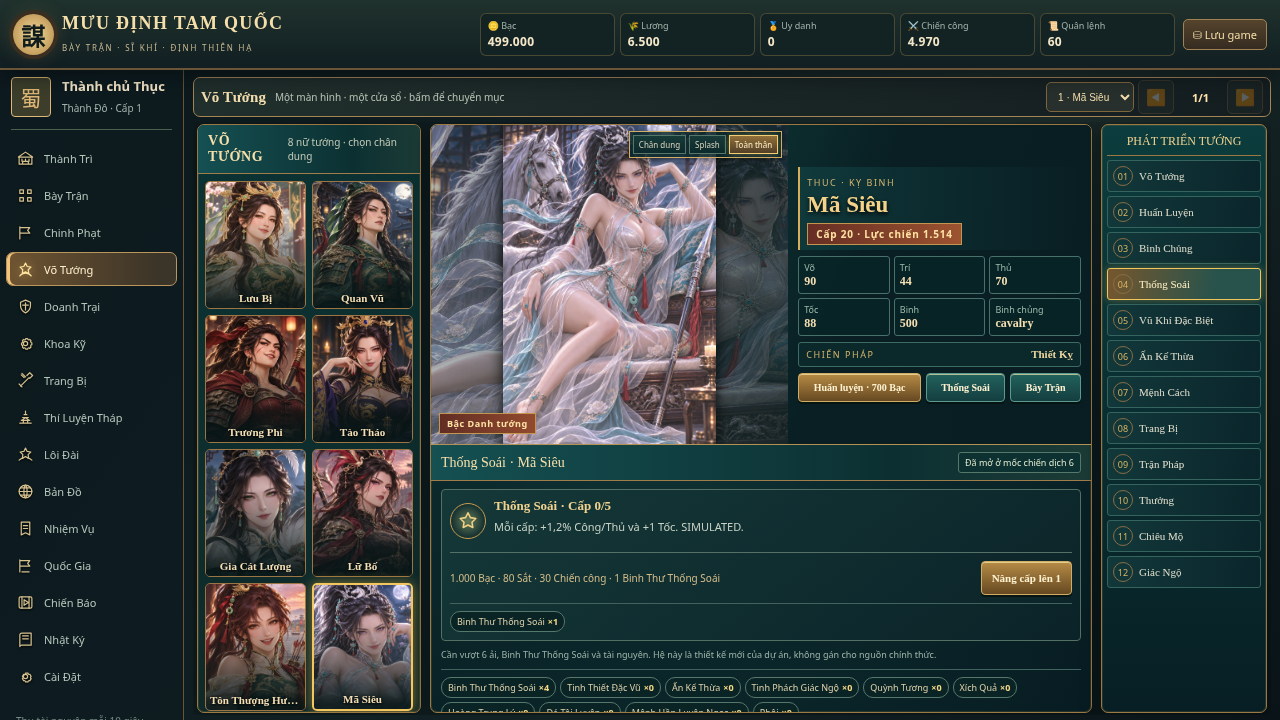 謀
MƯU ĐỊNH TAM QUỐC
BÀY TRẬN · SĨ KHÍ · ĐỊNH THIÊN HẠ
Bạc
499.000
Lương
6.500
Uy danh
0
Chiến công
4.970
Quân lệnh
60
Lưu game
蜀
Thành chủ Thục
Thành Đô · Cấp 1
Thành Trì
Bày Trận
Chinh Phạt
Võ Tướng
Doanh Trại
Khoa Kỹ
Trang Bị
Thí Luyện Tháp
Lôi Đài
Bản Đồ
Nhiệm Vụ
Quốc Gia
Chiến Báo
Nhật Ký
Cài Đặt
Võ Tướng
Một màn hình · một cửa sổ · bấm để chuyển mục
1 · Mã Siêu
1/1
VÕ TƯỚNG
8 nữ tướng · chọn chân dung
Lưu Bị
Quan Vũ
Trương Phi
Tào Tháo
Gia Cát Lượng
Lữ Bố
Tôn Thượng Hư…
Mã Siêu
Chân dung
Splash
Toàn thân
Bậc Danh tướng
THỤC · KỴ BINH
Mã Siêu
Cấp 20 · Lực chiến 1.514
Võ
90
Trí
44
Thủ
70
Tốc
88
Binh
500
Binh chủng
cavalry
CHIẾN PHÁP
Thiết Kỵ
Huấn luyện · 700 Bạc
Thống Soái
Bày Trận
Thống Soái · Mã Siêu
Đã mở ở mốc chiến dịch 6
Thống Soái · Cấp 0/5
Mỗi cấp: +1,2% Công/Thủ và +1 Tốc. SIMULATED.
1.000 Bạc · 80 Sắt · 30 Chiến công · 1 Binh Thư Thống Soái
Nâng cấp lên 1
Binh Thư Thống Soái ×1
Cần vượt 6 ải, Binh Thư Thống Soái và tài nguyên. Hệ này là thiết kế mới của dự án, không gán cho nguồn chính thức.
Binh Thư Thống Soái ×4
Tinh Thiết Đặc Vũ ×0
Ấn Kế Thừa ×0
Tinh Phách Giác Ngộ ×0
Quỳnh Tương ×0
Xích Quả ×0
PHÁT TRIỂN TƯỚNG
01 Võ Tướng
02 Huấn Luyện
03 Binh Chủng
04 Thống Soái
05 Vũ Khí Đặc Biệt
06 Ấn Kế Thừa
07 Mệnh Cách
08 Trang Bị
09 Trận Pháp
10 Thưởng
11 Chiêu Mộ
12 Giác Ngộ